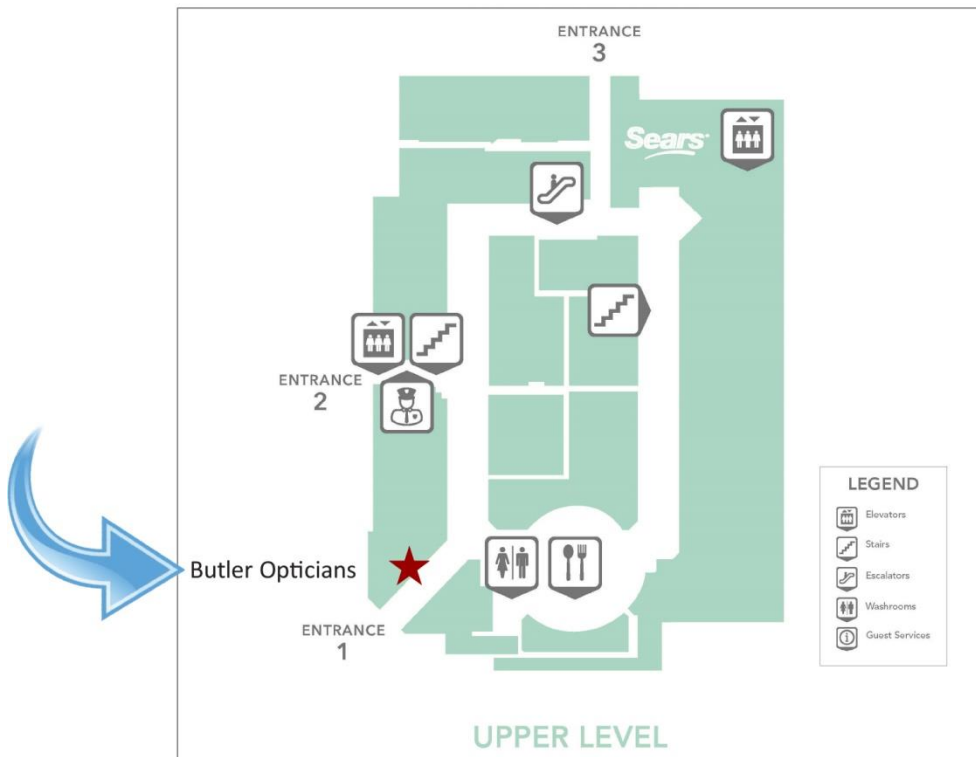 ENTRANCE
3
Sears
ENTRANCE
2
Butler Opticians
ENTRANCE
1
LEGEND
Elevators
Stairs
Escalators
Washrooms
Guest Services
UPPER LEVEL